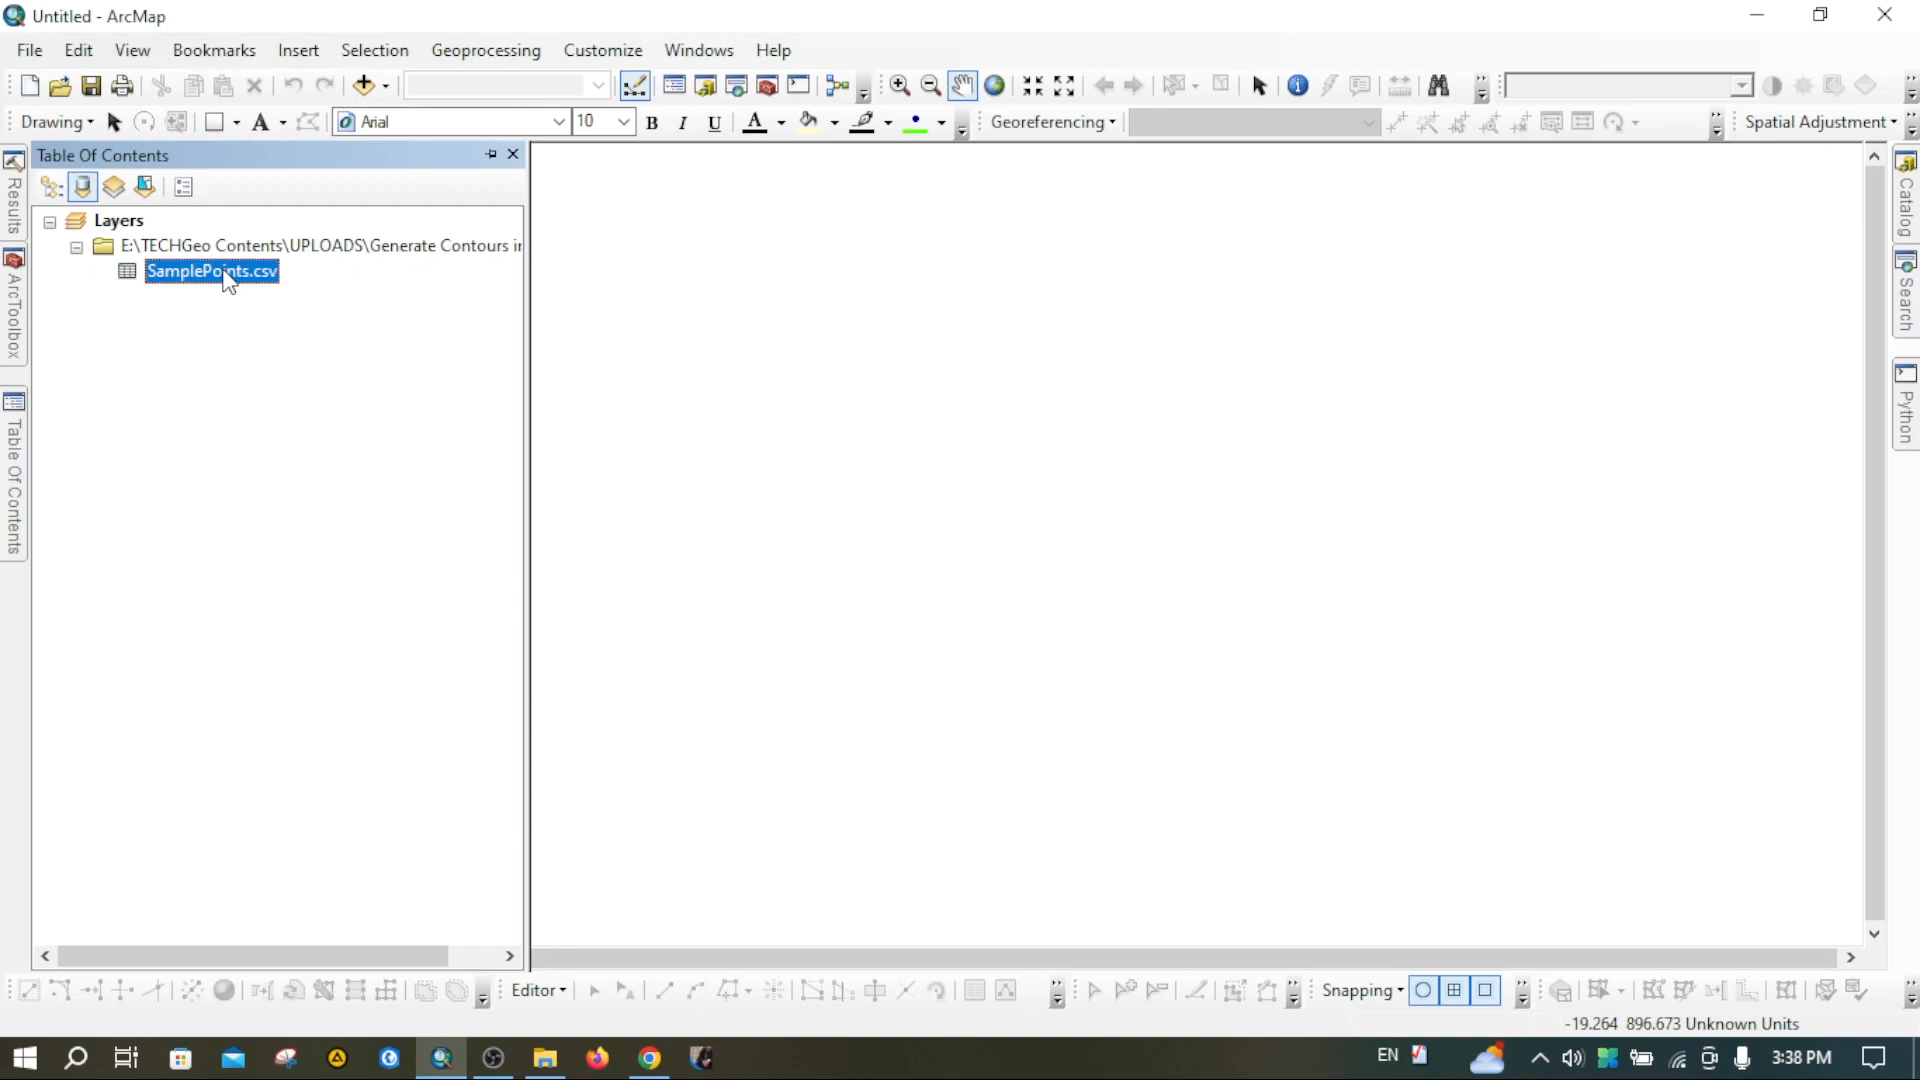 Untitled - ArcMap
File Edit View Bookmarks Insert Selection Geoprocessing Customize Windows Help
Drawing A Arial 10 B I U A Georeferencing Spatial Adjustment
Table Of Contents
Layers
E:\TECHGeo Contents\UPLOADS\Generate Contours in
SamplePoints.csv
Results
ArcToolbox
Table Of Contents
Catalog
Search
Python
Editor Snapping
-19.264 896.673 Unknown Units
EN 3:38 PM